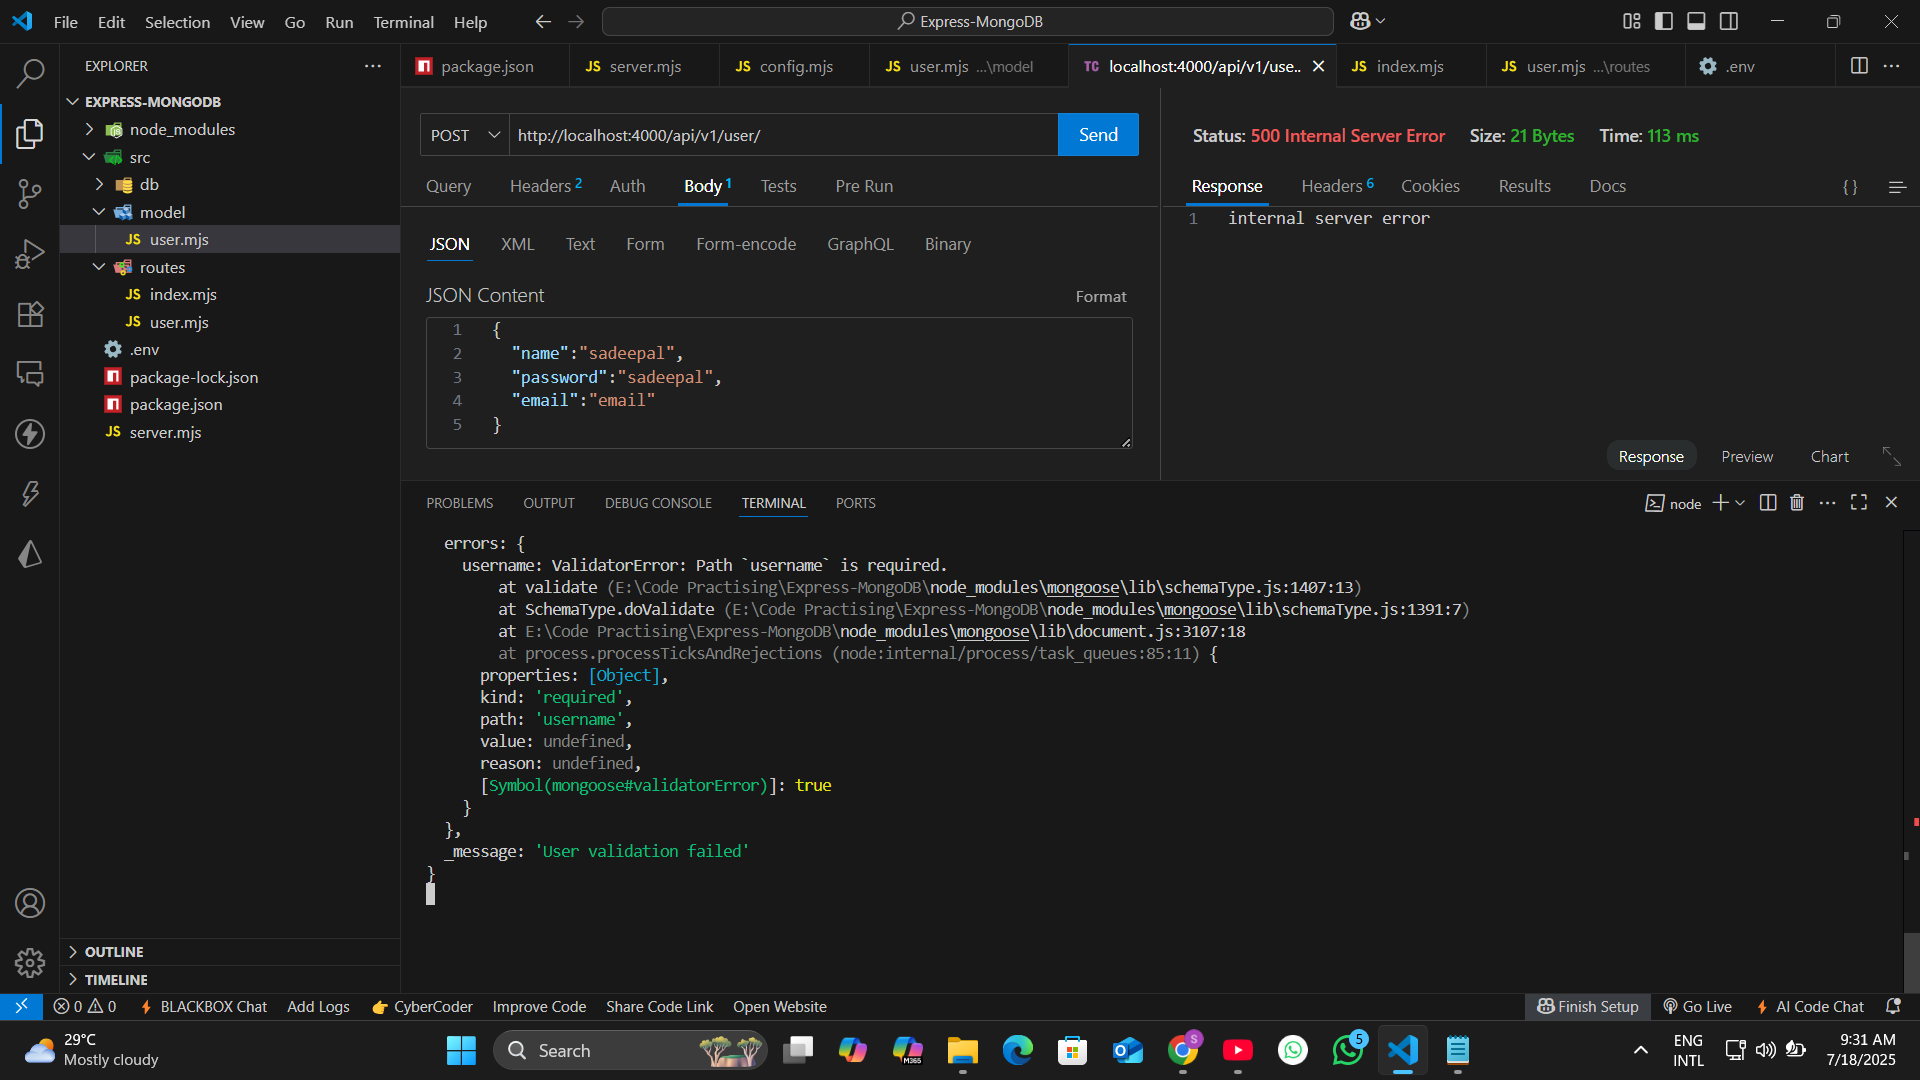 File Edit Selection View Go Run Terminal Help
Express-MongoDB
EXPLORER
EXPRESS-MONGODB
node_modules
src
db
model
JS user.mjs
routes
JS index.mjs
JS user.mjs
.env
package-lock.json
package.json
JS server.mjs
OUTLINE
TIMELINE
package.json
JS server.mjs
JS config.mjs
JS user.mjs ...\model
TC localhost:4000/api/v1/use..
JS index.mjs
JS user.mjs ...\routes
.env
POST http://localhost:4000/api/v1/user/ Send
Query Headers 2 Auth Body 1 Tests Pre Run
JSON XML Text Form Form-encode GraphQL Binary
JSON Content Format
1 {
2 "name":"sadeepal",
3 "password":"sadeepal",
4 "email":"email"
5 }
Status: 500 Internal Server Error Size: 21 Bytes Time: 113 ms
Response Headers 6 Cookies Results Docs { }
1 internal server error
Response Preview Chart
PROBLEMS OUTPUT DEBUG CONSOLE TERMINAL PORTS
node
errors: {
username: ValidatorError: Path `username` is required.
at validate (E:\Code Practising\Express-MongoDB\node_modules\mongoose\lib\schemaType.js:1407:13)
at SchemaType.doValidate (E:\Code Practising\Express-MongoDB\node_modules\mongoose\lib\schemaType.js:1391:7)
at E:\Code Practising\Express-MongoDB\node_modules\mongoose\lib\document.js:3107:18
at process.processTicksAndRejections (node:internal/process/task_queues:85:11) {
properties: [Object],
kind: 'required',
path: 'username',
value: undefined,
reason: undefined,
[Symbol(mongoose#validatorError)]: true
}
},
_message: 'User validation failed'
}
0 0 BLACKBOX Chat Add Logs CyberCoder Improve Code Share Code Link Open Website
Finish Setup Go Live AI Code Chat
29°C
Mostly cloudy
Search
M365
S
5
ENG
INTL
9:31 AM
7/18/2025